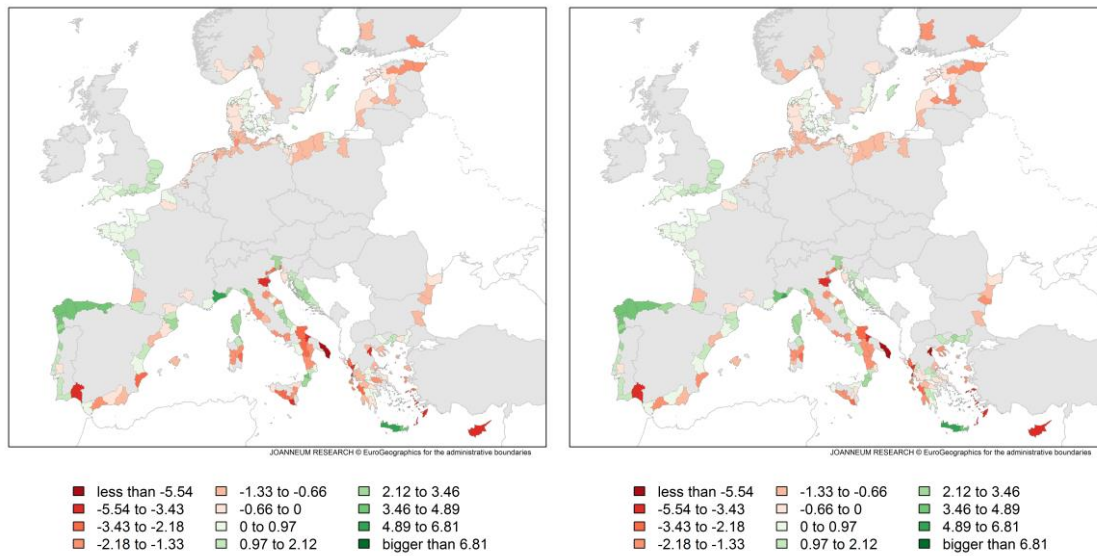 JOANNEUM RESEARCH © EuroGeographics for the administrative boundaries
less than -5.54 -1.33 to -0.66 2.12 to 3.46
-5.54 to -3.43 -0.66 to 0 3.46 to 4.89
-3.43 to -2.18 0 to 0.97 4.89 to 6.81
-2.18 to -1.33 0.97 to 2.12 bigger than 6.81
JOANNEUM RESEARCH © EuroGeographics for the administrative boundaries
less than -5.54 -1.33 to -0.66 2.12 to 3.46
-5.54 to -3.43 -0.66 to 0 3.46 to 4.89
-3.43 to -2.18 0 to 0.97 4.89 to 6.81
-2.18 to -1.33 0.97 to 2.12 bigger than 6.81